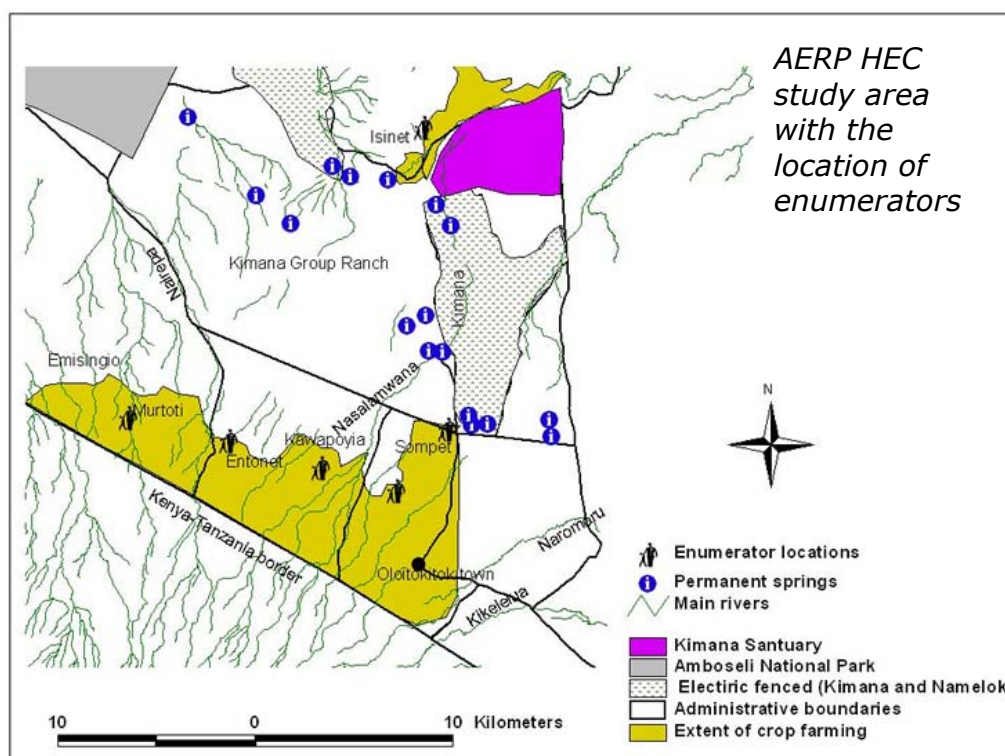 AERP HEC
study area
with the
location of
enumerators
Isinet
Kimana Group Ranch
Nairepa
Kimana
Emisingio
Murtoti
Nasalamwana
Kawapoyia
Sompet
Entonet
Kenya-Tanzania border
Oloitokitok town
Naromoru
Kikelelwa
N
Enumerator locations
Permanent springs
Main rivers
Kimana Santuary
Amboseli National Park
Electiric fenced (Kimana and Namelok
Administrative boundaries
Extent of crop farming
10 0 10 Kilometers